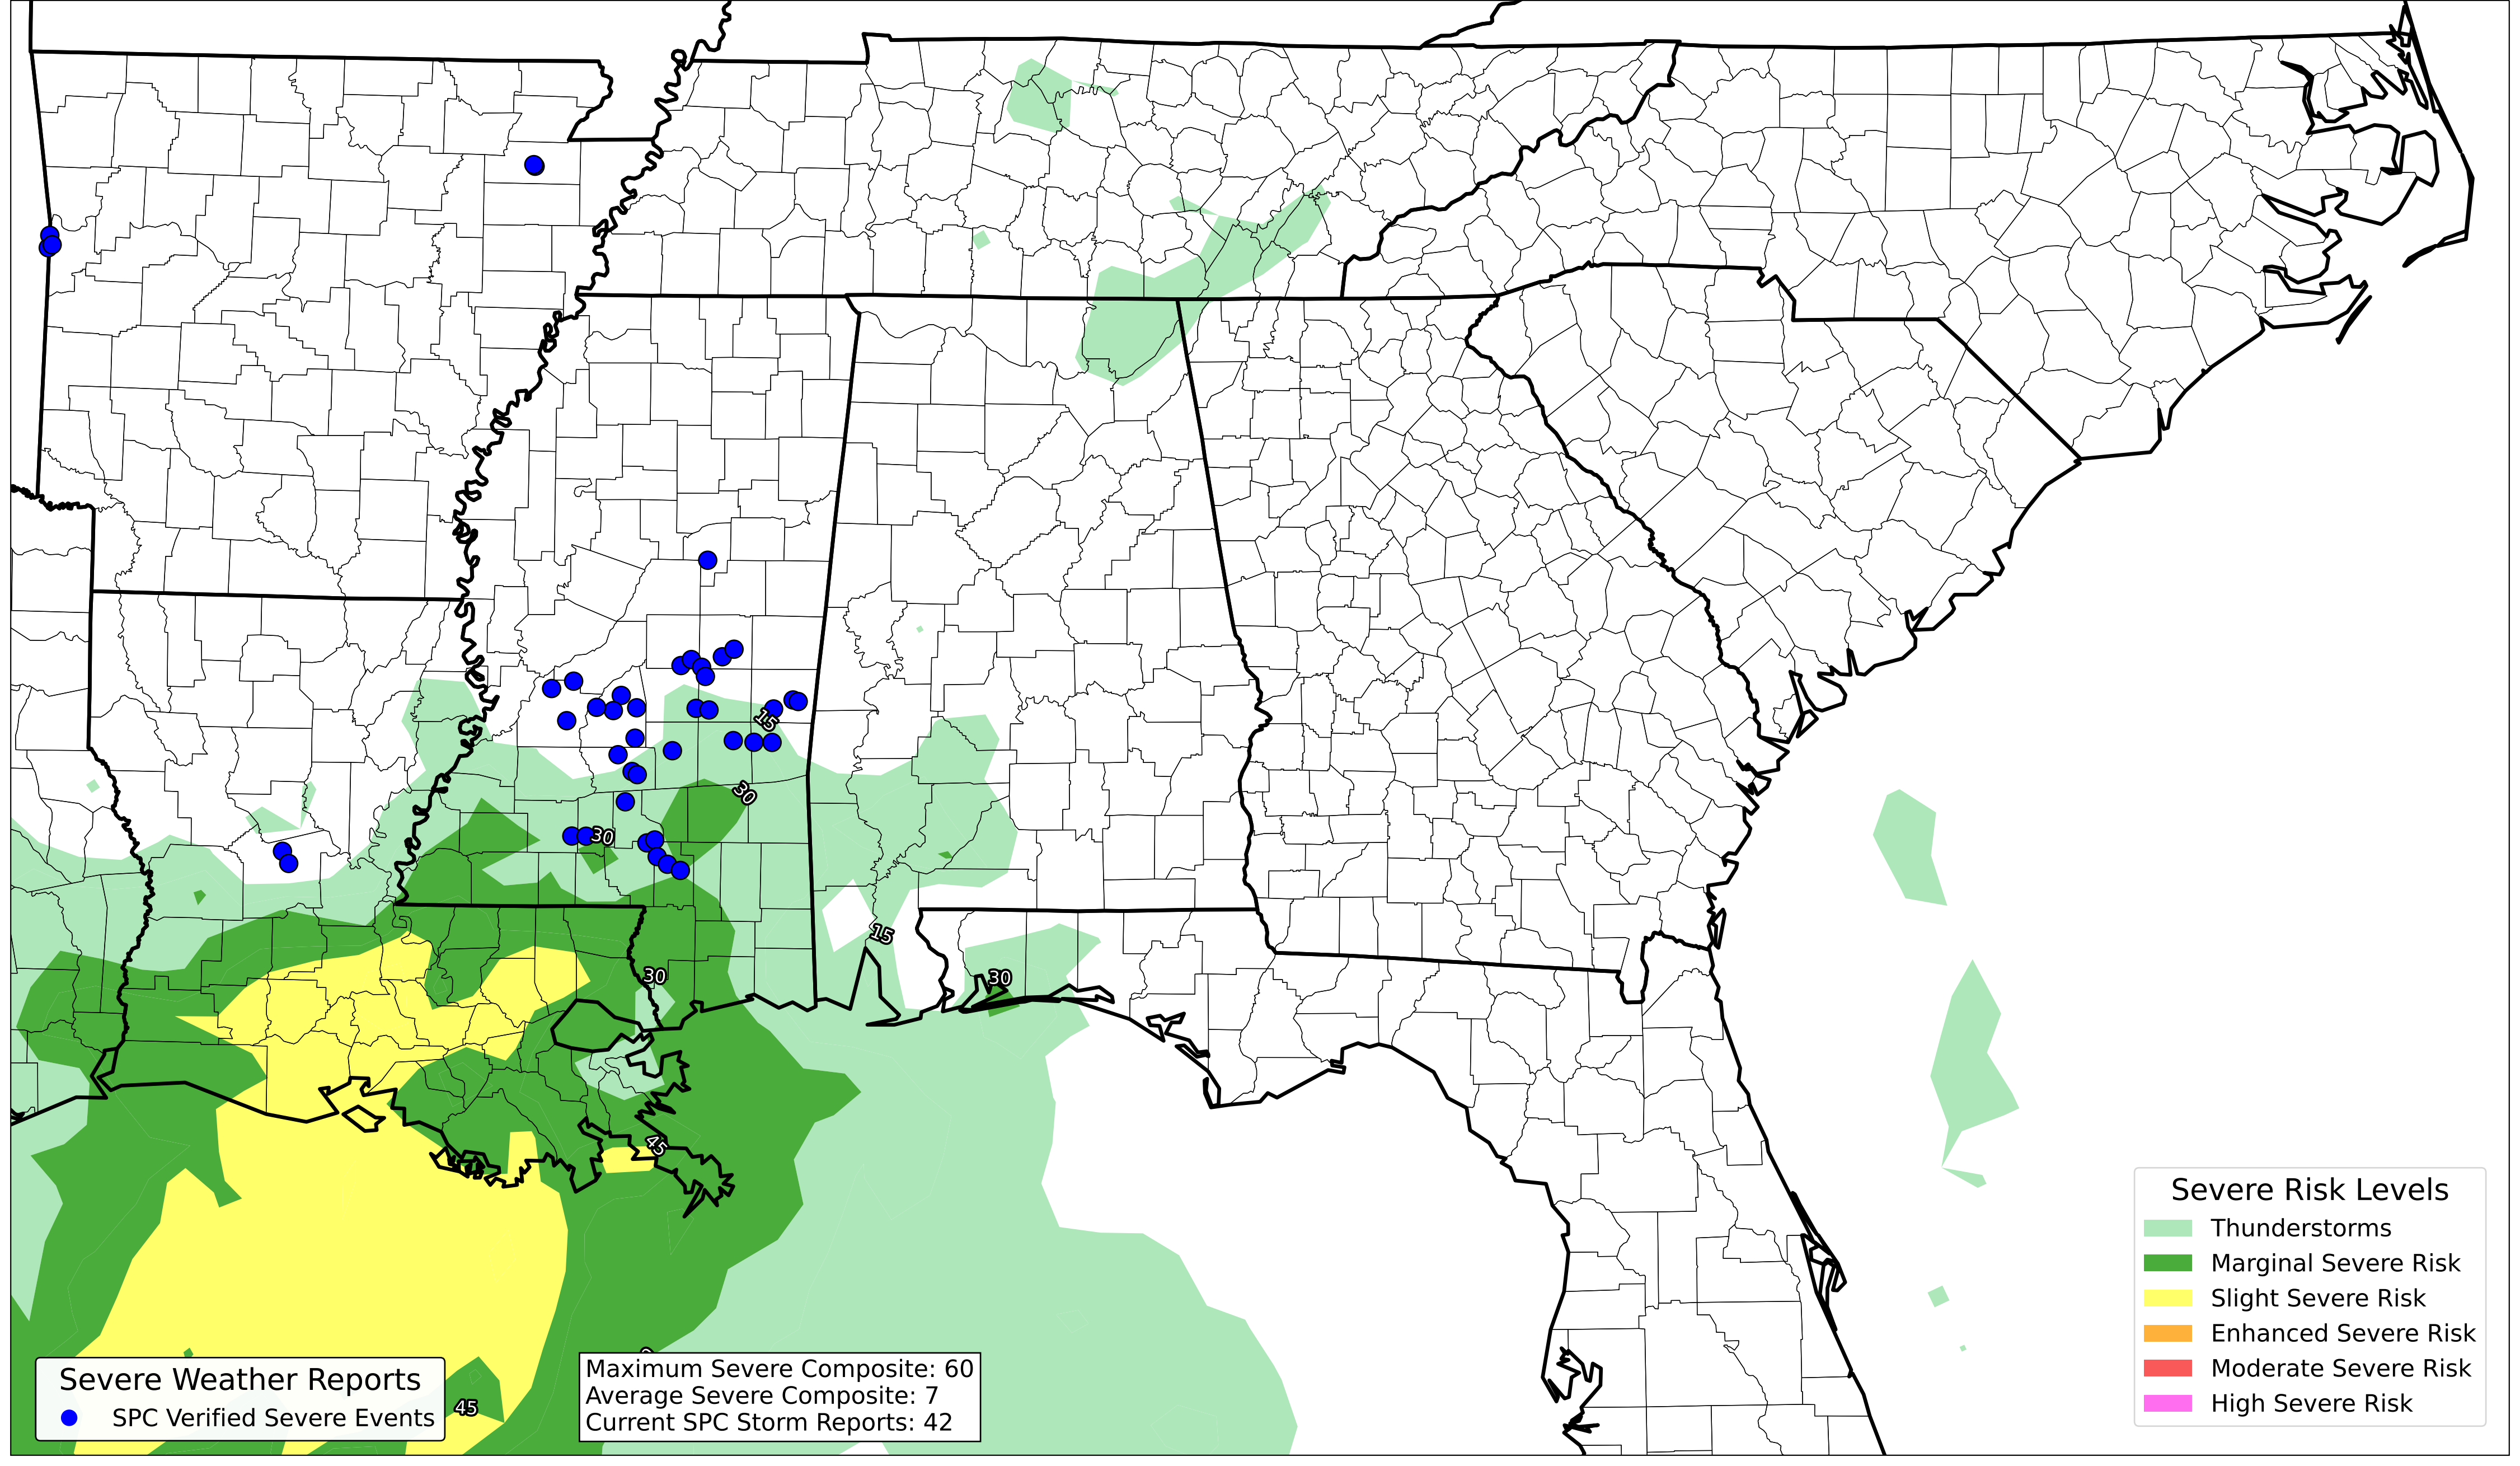 15
30
30
15
30
30
45
45
Severe Weather Reports
SPC Verified Severe Events
Maximum Severe Composite: 60
Average Severe Composite: 7
Current SPC Storm Reports: 42
Severe Risk Levels
Thunderstorms
Marginal Severe Risk
Slight Severe Risk
Enhanced Severe Risk
Moderate Severe Risk
High Severe Risk